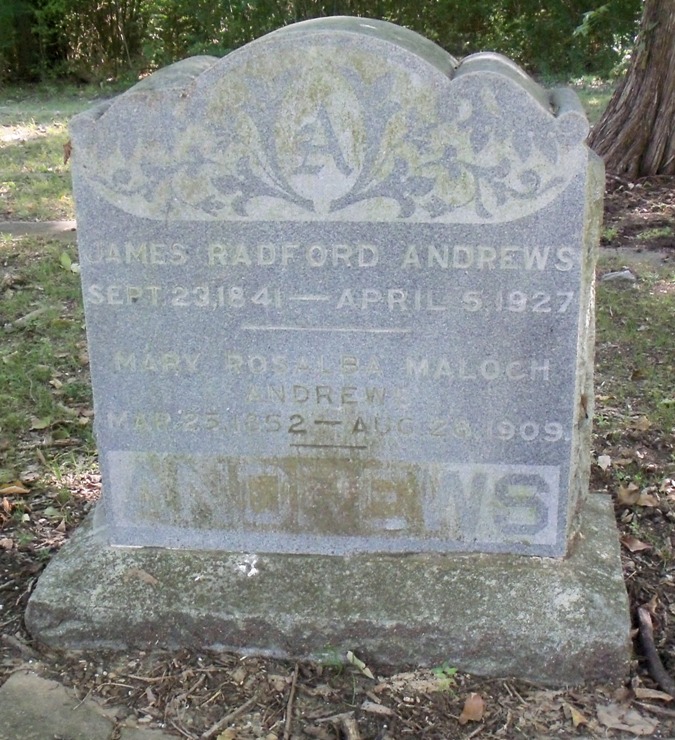 A
JAMES RADFORD ANDREWS
SEPT. 23, 1841 — APRIL 5, 1927
MARY ROSALBA MALOCH
ANDREWS
MAR. 25, 1852 — AUG. 26, 1909.
ANDREWS